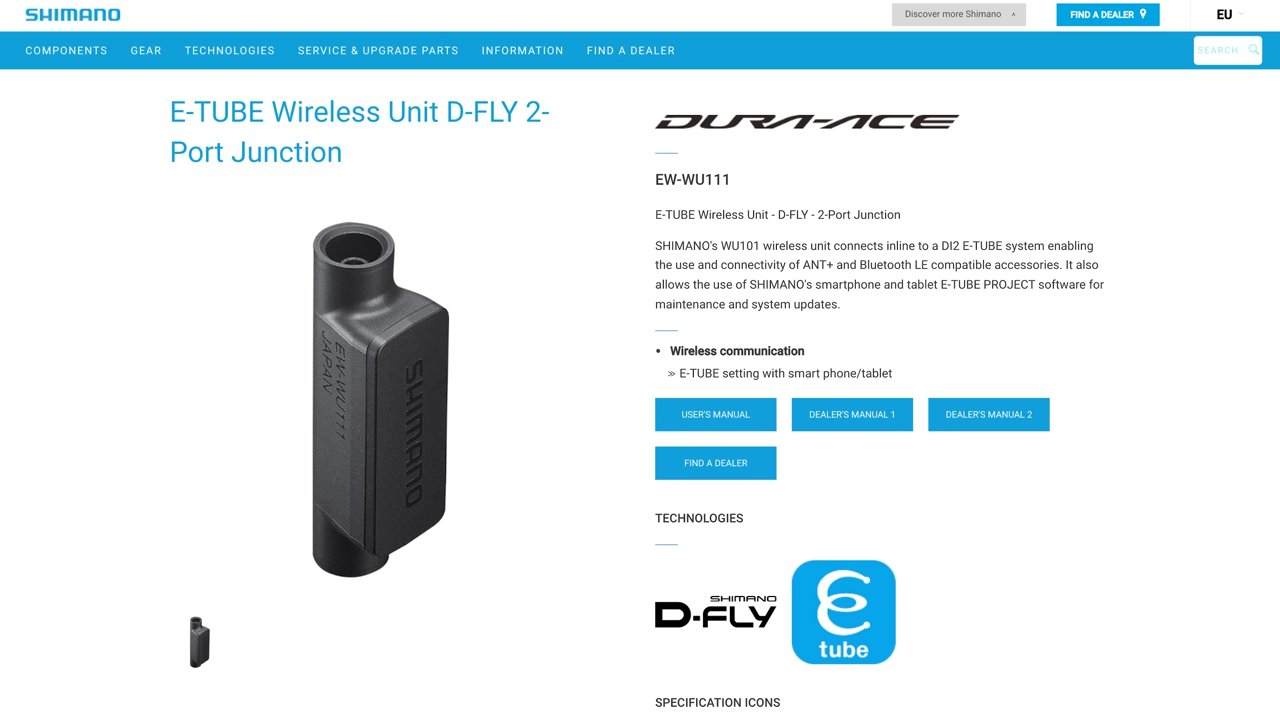 SHIMANO
Discover more Shimano
FIND A DEALER
EU
COMPONENTS GEAR TECHNOLOGIES SERVICE & UPGRADE PARTS INFORMATION FIND A DEALER
SEARCH
E-TUBE Wireless Unit D-FLY 2-
Port Junction
EW-WU111
JAPAN
SHIMANO
DURA-ACE
EW-WU111
E-TUBE Wireless Unit - D-FLY - 2-Port Junction
SHIMANO's WU101 wireless unit connects inline to a DI2 E-TUBE system enabling
the use and connectivity of ANT+ and Bluetooth LE compatible accessories. It also
allows the use of SHIMANO's smartphone and tablet E-TUBE PROJECT software for
maintenance and system updates.
• Wireless communication
» E-TUBE setting with smart phone/tablet
USER'S MANUAL
DEALER'S MANUAL 1
DEALER'S MANUAL 2
FIND A DEALER
TECHNOLOGIES
SHIMANO
D-FLY
E
tube
SPECIFICATION ICONS